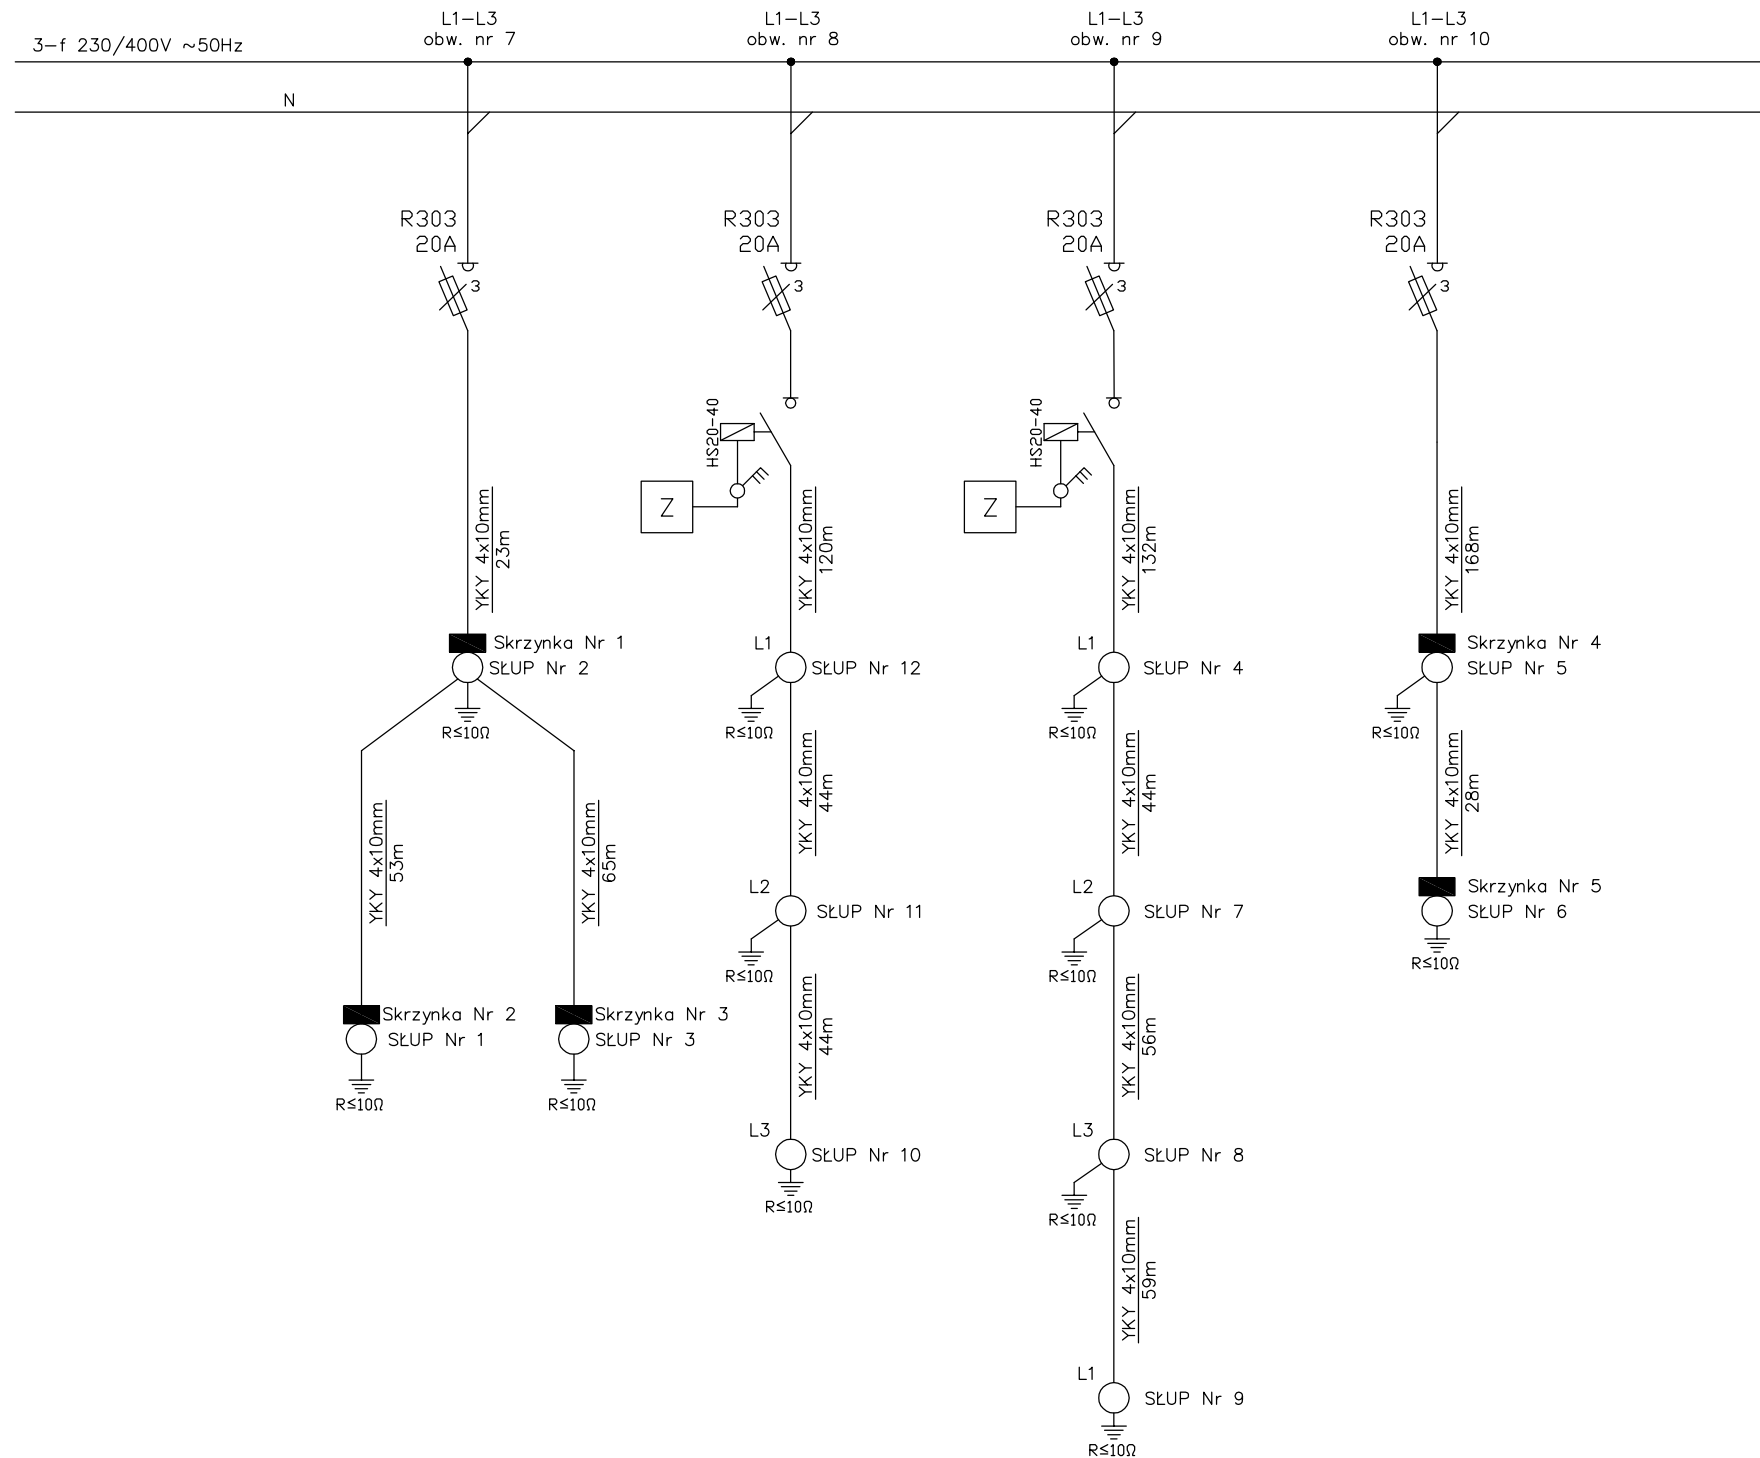 3-f 230/400V ~50Hz
N
L1-L3
obw. nr 7
R303
20A
3
YKY 4x10mm
23m
Skrzynka Nr 1
SŁUP Nr 2
R≤10Ω
YKY 4x10mm
53m
Skrzynka Nr 2
SŁUP Nr 1
R≤10Ω
YKY 4x10mm
65m
Skrzynka Nr 3
SŁUP Nr 3
R≤10Ω
L1-L3
obw. nr 8
R303
20A
3
HS20-40
Z
YKY 4x10mm
120m
L1
SŁUP Nr 12
R≤10Ω
YKY 4x10mm
44m
L2
SŁUP Nr 11
R≤10Ω
YKY 4x10mm
44m
L3
SŁUP Nr 10
R≤10Ω
L1-L3
obw. nr 9
R303
20A
3
HS20-40
Z
YKY 4x10mm
132m
L1
SŁUP Nr 4
R≤10Ω
YKY 4x10mm
44m
L2
SŁUP Nr 7
R≤10Ω
YKY 4x10mm
56m
L3
SŁUP Nr 8
R≤10Ω
YKY 4x10mm
59m
L1
SŁUP Nr 9
R≤10Ω
L1-L3
obw. nr 10
R303
20A
3
YKY 4x10mm
168m
Skrzynka Nr 4
SŁUP Nr 5
R≤10Ω
YKY 4x10mm
28m
Skrzynka Nr 5
SŁUP Nr 6
R≤10Ω